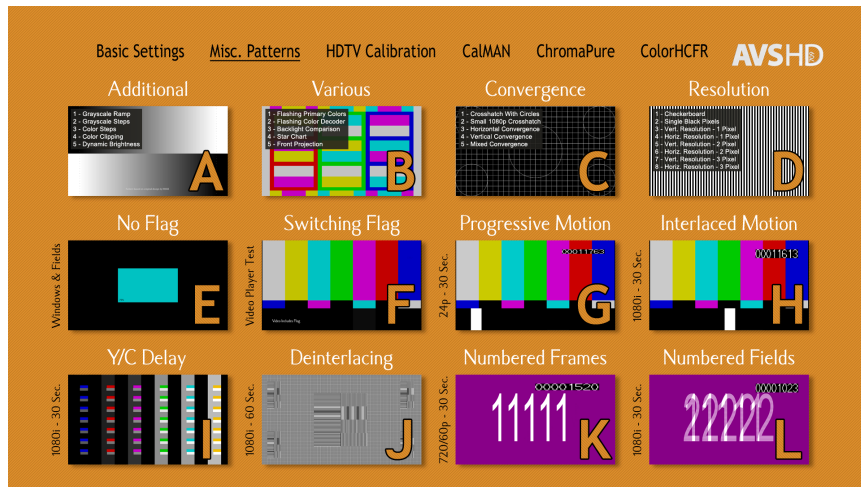 Basic Settings Misc. Patterns HDTV Calibration CalMAN ChromaPure ColorHCFR AVSHD
Additional Various Convergence Resolution
1 - Grayscale Ramp
2 - Grayscale Steps
3 - Color Steps
4 - Color Clipping
5 - Dynamic Brightness
A
1 - Flashing Primary Colors
2 - Flashing Color Decoder
3 - Backlight Comparison
4 - Star Chart
5 - Front Projection
B
1 - Crosshatch With Circles
2 - Small 1080p Crosshatch
3 - Horizontal Convergence
4 - Vertical Convergence
5 - Mixed Convergence
C
1 - Checkerboard
2 - Single Black Pixels
3 - Vert. Resolution - 1 Pixel
4 - Horiz. Resolution - 1 Pixel
5 - Vert. Resolution - 2 Pixel
6 - Horiz. Resolution - 2 Pixel
7 - Vert. Resolution - 3 Pixel
8 - Horiz. Resolution - 3 Pixel
D
No Flag Switching Flag Progressive Motion Interlaced Motion
Windows & Fields
E
Video Player Test
Video Includes Flag
F
24p - 30 Sec.
00011763
G
1080i - 30 Sec.
00011613
H
Y/C Delay Deinterlacing Numbered Frames Numbered Fields
1080i - 30 Sec.
I
1080i - 60 Sec.
J
720/60p - 30 Sec.
00001520
11111
K
1080i - 30 Sec.
00001023
22222
L